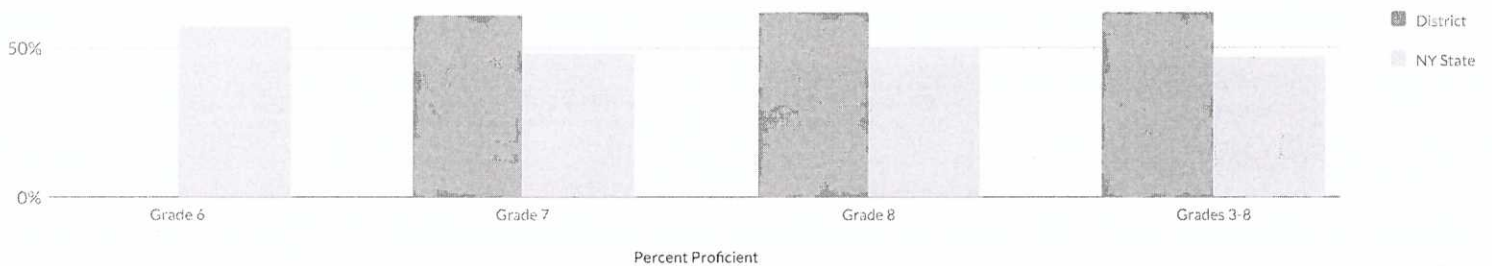 District
50%
NY State
0%
Grade 6 Grade 7 Grade 8 Grades 3-8
Percent Proficient